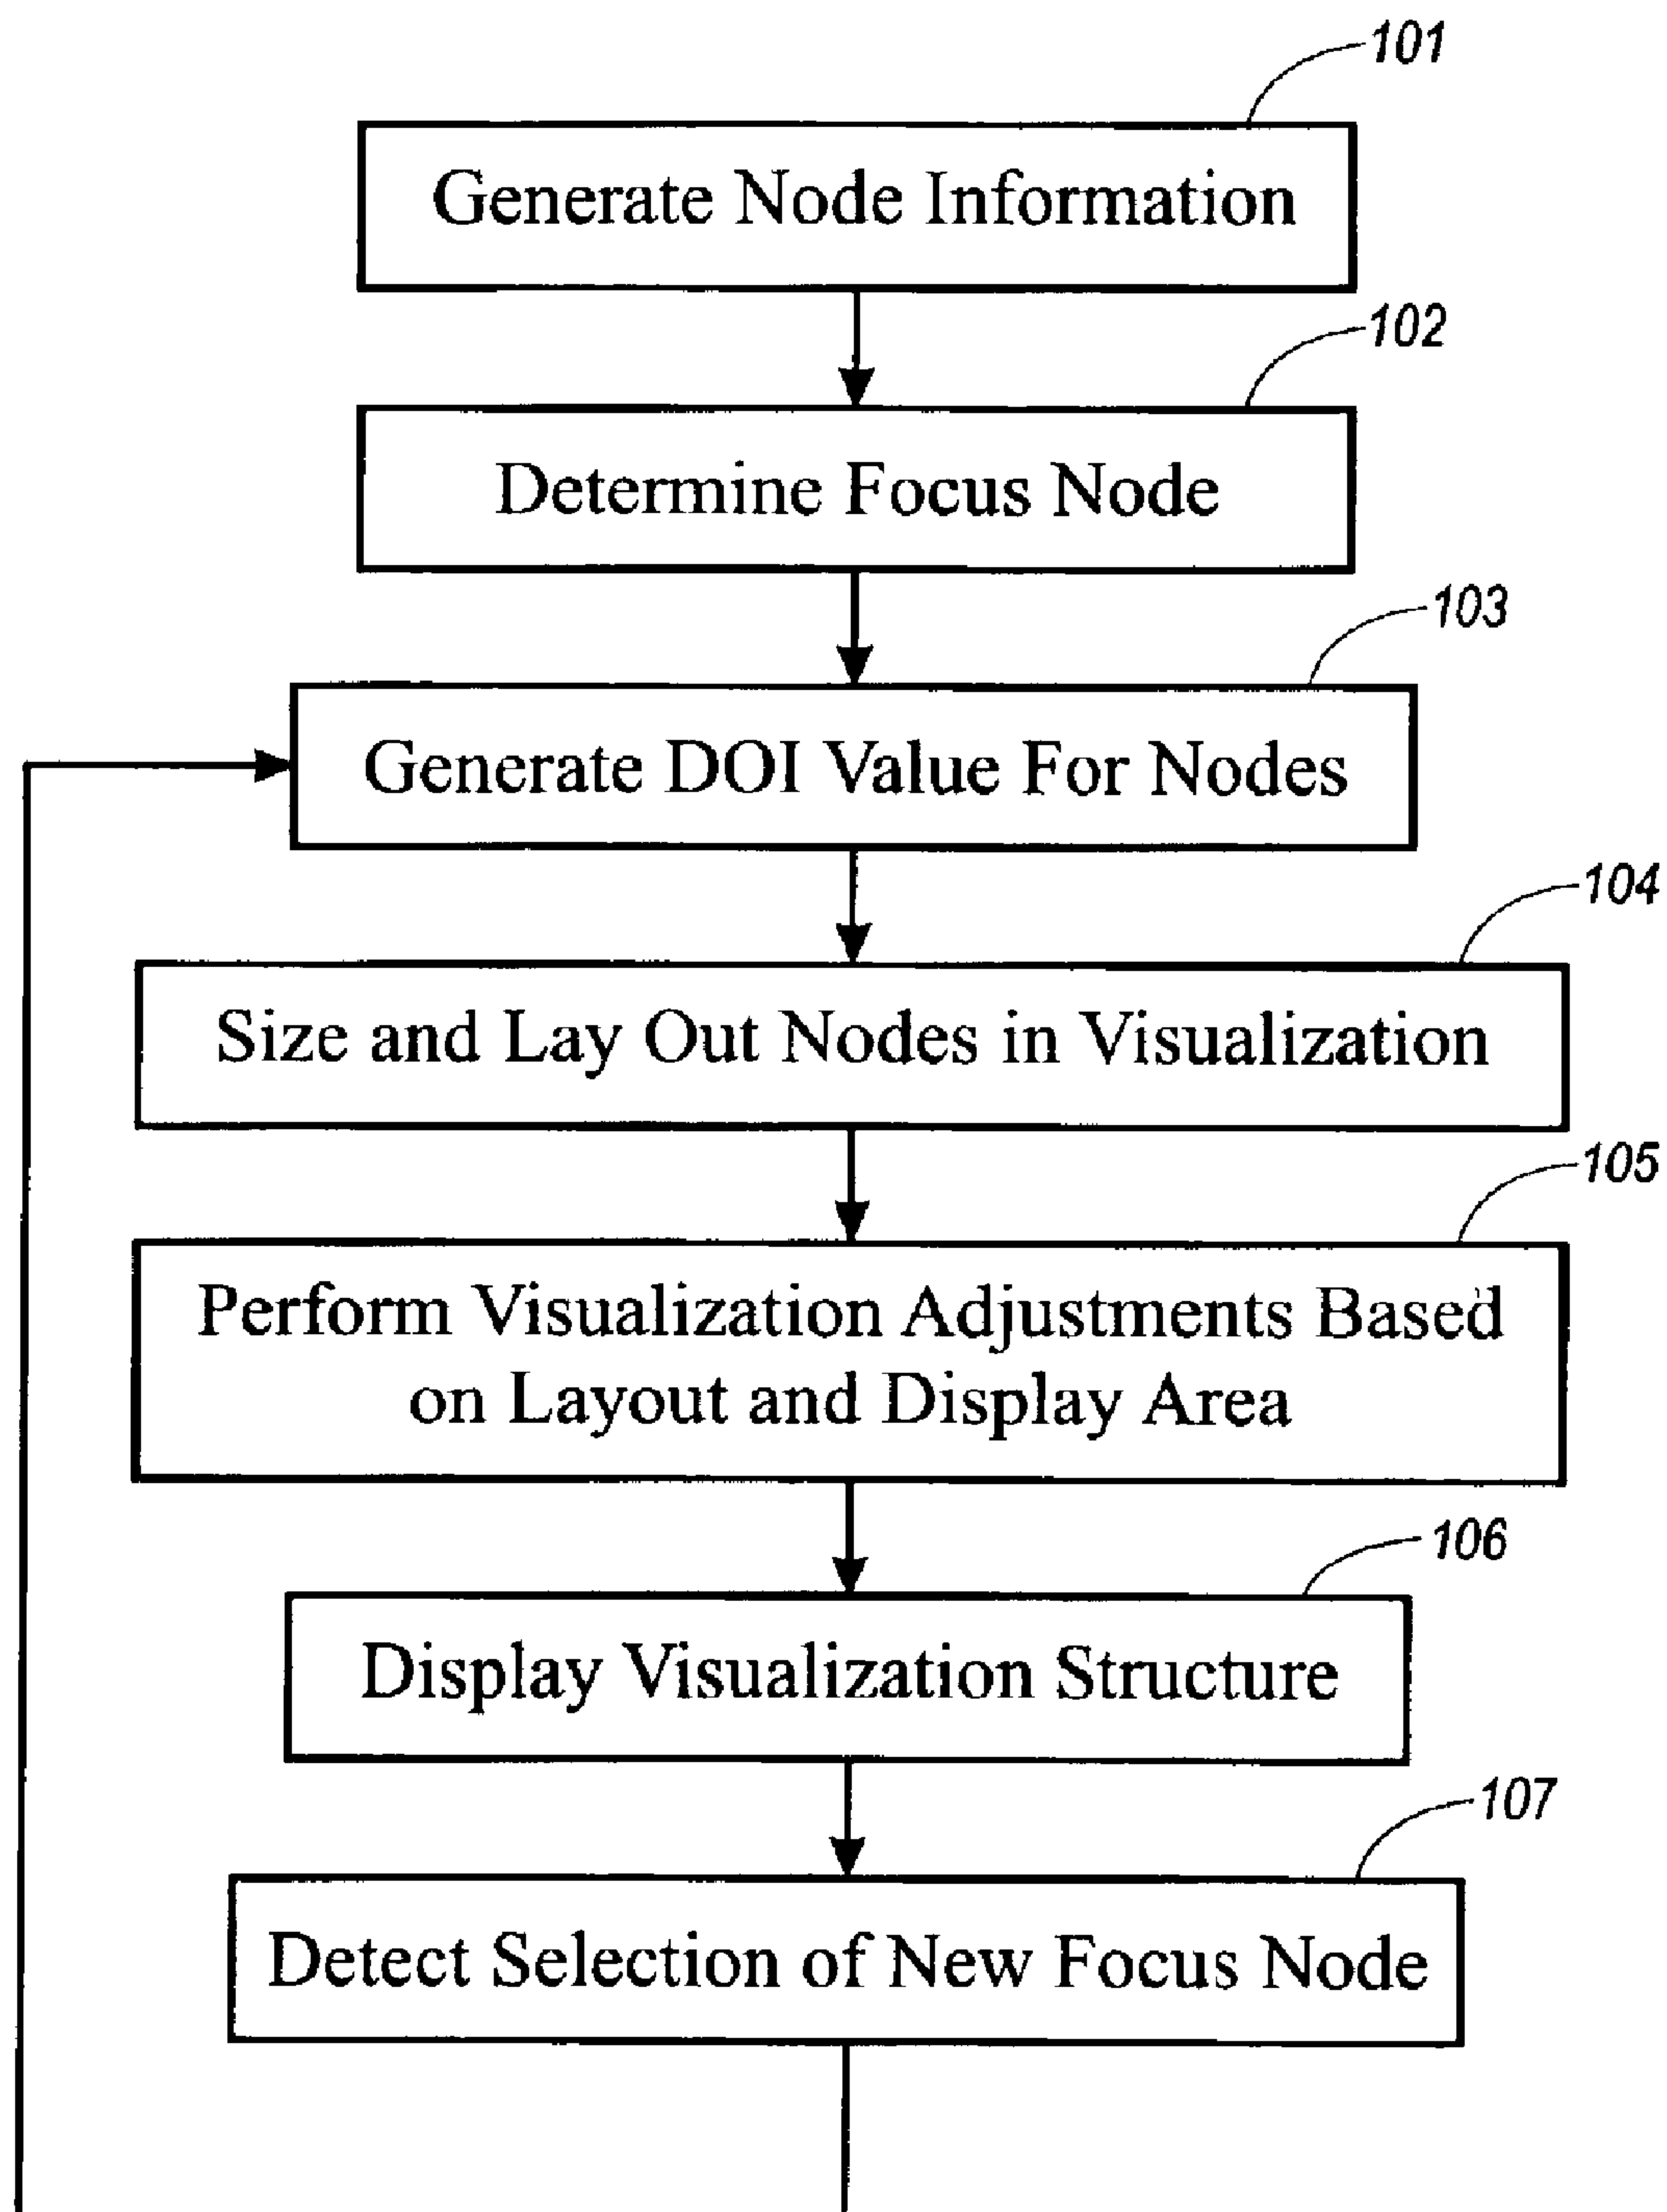 101
Generate Node Information
102
Determine Focus Node
103
Generate DOI Value For Nodes
104
Size and Lay Out Nodes in Visualization
105
Perform Visualization Adjustments Based
on Layout and Display Area
106
Display Visualization Structure
107
Detect Selection of New Focus Node